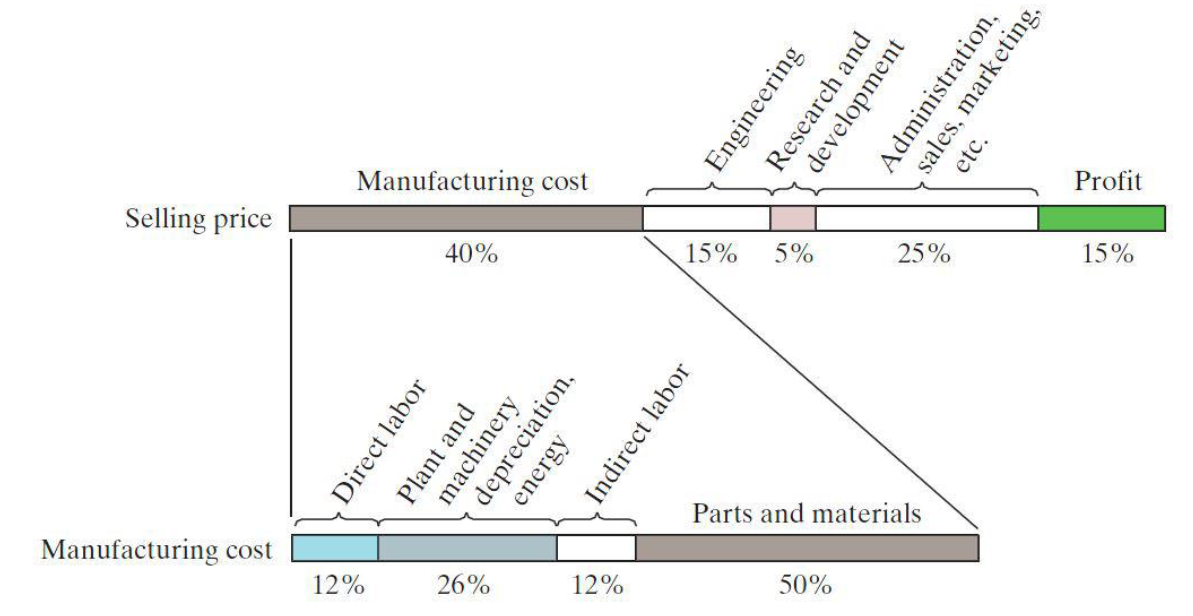 Engineering
Research and
development
Administration,
sales, marketing,
etc.
Manufacturing cost
Profit
Selling price
40%
15%
5%
25%
15%
Direct labor
Plant and
machinery
depreciation,
energy
Indirect labor
Parts and materials
Manufacturing cost
12%
26%
12%
50%